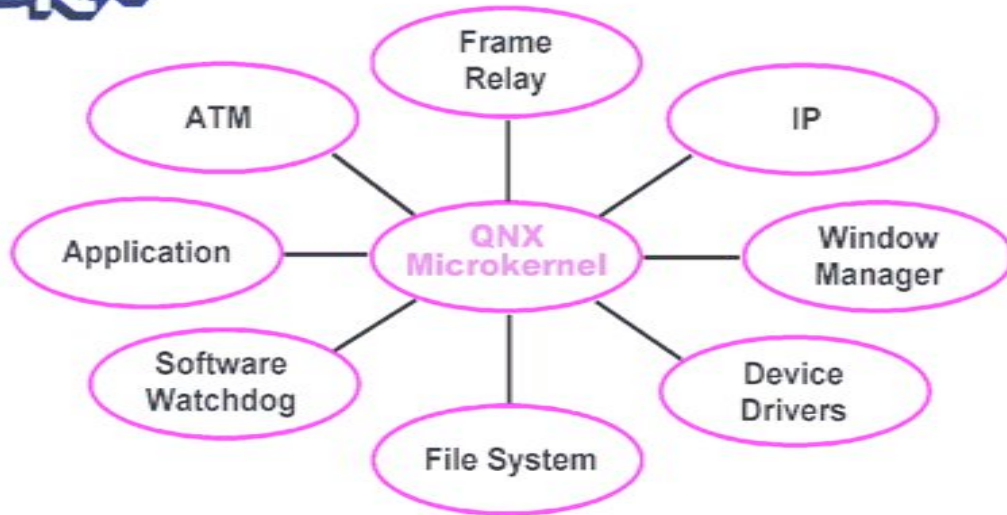 Frame
Relay
ATM
IP
QNX
Microkernel
Application
Window
Manager
Software
Watchdog
Device
Drivers
File System